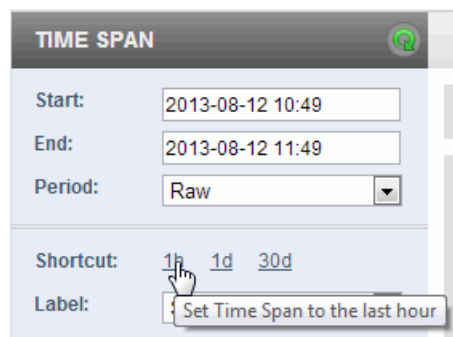 TIME SPAN
Start: 2013-08-12 10:49
End: 2013-08-12 11:49
Period: Raw
Shortcut: 1h 1d 30d
Label:
Set Time Span to the last hour